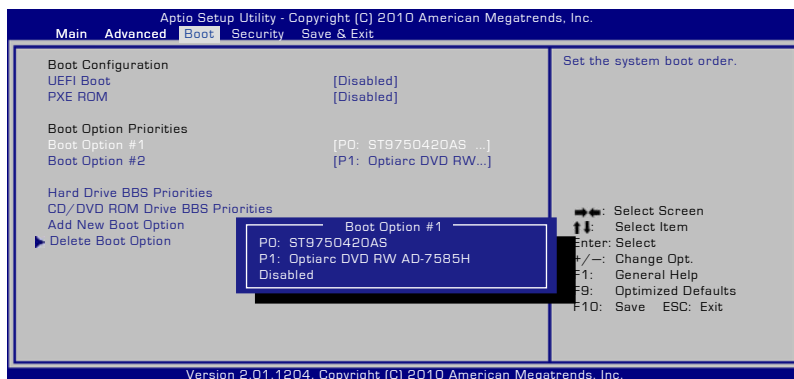 Aptio Setup Utility - Copyright (C) 2010 American Megatrends, Inc.
Main Advanced Boot Security Save & Exit
Boot Configuration
UEFI Boot [Disabled]
PXE ROM [Disabled]
Boot Option Priorities
Boot Option #1 [P0: ST9750420AS ...]
Boot Option #2 [P1: Optiarc DVD RW...]
Hard Drive BBS Priorities
CD/DVD ROM Drive BBS Priorities
Add New Boot Option
Delete Boot Option
Boot Option #1
P0: ST9750420AS
P1: Optiarc DVD RW AD-7585H
Disabled
Set the system boot order.
→←: Select Screen
↑↓: Select Item
Enter: Select
+/—: Change Opt.
F1: General Help
F9: Optimized Defaults
F10: Save ESC: Exit
Version 2.01.1204. Copyright (C) 2010 American Megatrends, Inc.